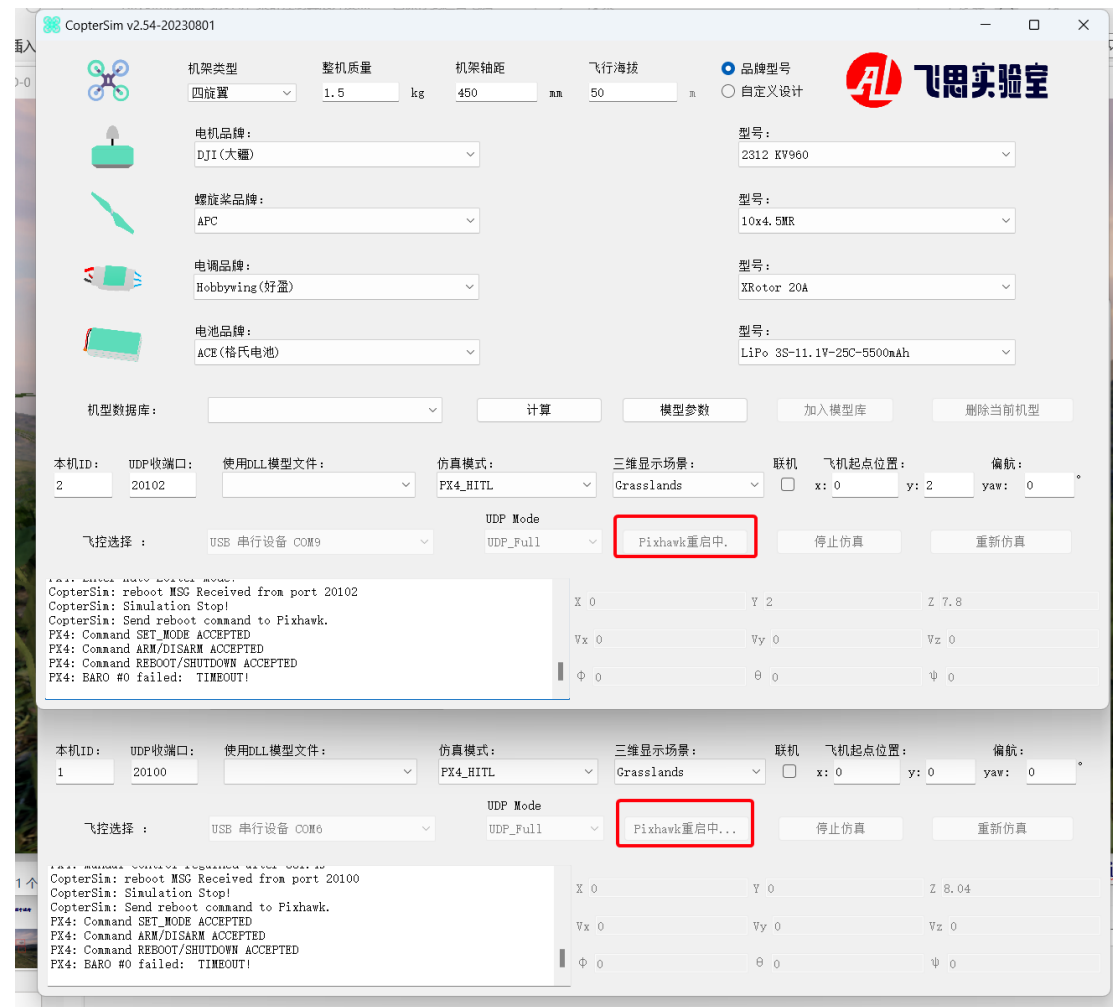 CopterSim v2.54-20230801
插入
D-0
机架类型 整机质量 机架轴距 飞行海拔 品牌型号
四旋翼 1.5 kg 450 mm 50 m 自定义设计
飞思实验室
电机品牌: 型号:
DJI(大疆) 2312 KV960
螺旋桨品牌: 型号:
APC 10x4.5MR
电调品牌: 型号:
Hobbywing(好盈) XRotor 20A
电池品牌: 型号:
ACE(格氏电池) LiPo 3S-11.1V-25C-5500mAh
机型数据库: 计算 模型参数 加入模型库 删除当前机型
本机ID: UDP收端口: 使用DLL模型文件: 仿真模式: 三维显示场景: 联机 飞机起点位置: 偏航:
2 20102 PX4_HITL Grasslands x: 0 y: 2 yaw: 0 °
UDP Mode
飞控选择 : USB 串行设备 COM9 UDP_Full Pixhawk重启中. 停止仿真 重新仿真
CopterSim: reboot MSG Received from port 20102
CopterSim: Simulation Stop!
CopterSim: Send reboot command to Pixhawk.
PX4: Command SET_MODE ACCEPTED
PX4: Command ARM/DISARM ACCEPTED
PX4: Command REBOOT/SHUTDOWN ACCEPTED
PX4: BARO #0 failed:  TIMEOUT!
X 0 Y 2 Z 7.8
Vx 0 Vy 0 Vz 0
Φ 0 θ 0 ψ 0
本机ID: UDP收端口: 使用DLL模型文件: 仿真模式: 三维显示场景: 联机 飞机起点位置: 偏航:
1 20100 PX4_HITL Grasslands x: 0 y: 0 yaw: 0 °
UDP Mode
飞控选择 : USB 串行设备 COM6 UDP_Full Pixhawk重启中... 停止仿真 重新仿真
1 个
CopterSim: reboot MSG Received from port 20100
CopterSim: Simulation Stop!
CopterSim: Send reboot command to Pixhawk.
PX4: Command SET_MODE ACCEPTED
PX4: Command ARM/DISARM ACCEPTED
PX4: Command REBOOT/SHUTDOWN ACCEPTED
PX4: BARO #0 failed:  TIMEOUT!
X 0 Y 0 Z 8.04
Vx 0 Vy 0 Vz 0
Φ 0 θ 0 ψ 0